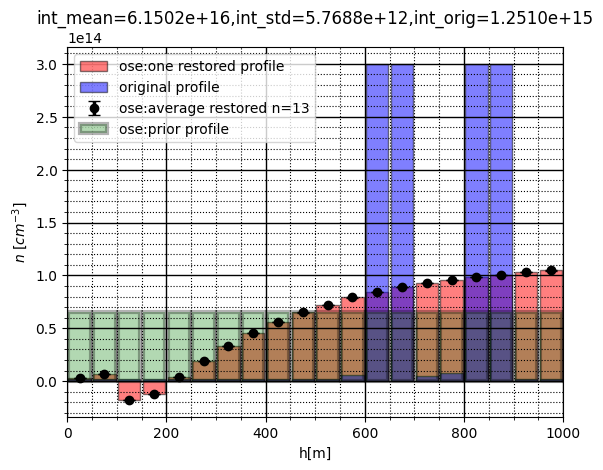 int_mean=6.1502e+16,int_std=5.7688e+12,int_orig=1.2510e+15
1e14
ose:one restored profile
original profile
ose:average restored n=13
ose:prior profile
3.0
2.5
2.0
1.5
1.0
0.5
0.0
n [cm⁻³]
0 200 400 600 800 1000
h[m]